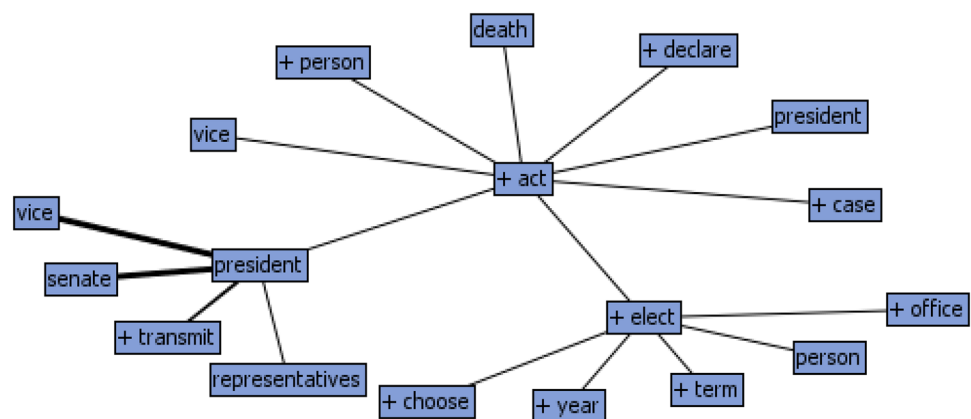 death
+ declare
+ person
president
vice
+ act
+ case
vice
president
senate
+ transmit
representatives
+ elect
+ office
person
+ term
+ choose
+ year